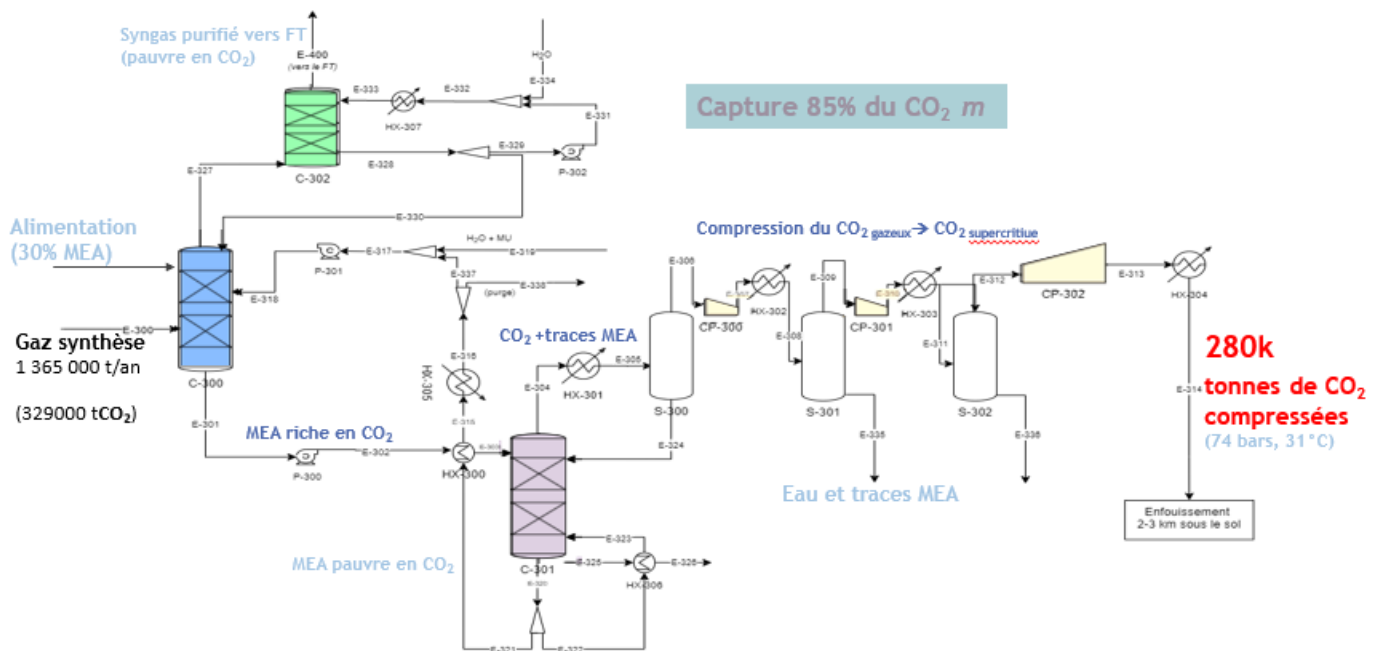 Syngas purifié vers FT
(pauvre en CO₂)
E-400
(vers le FT)
H₂O
E-334
E-333
E-332
HX-307
E-331
Capture 85% du CO₂ m
E-327
E-328
E-329
C-302
P-302
E-330
Alimentation
(30% MEA)
E-317
H₂O + MU
E-319
P-301
E-318
E-337
E-338
(purge)
Compression du CO₂ gazeux→ CO₂ supercritiue
E-306
E-309
E-312
E-313
CP-302
HX-304
CP-300
HX-302
CP-301
E-310
HX-303
E-308
E-311
E-300
Gaz synthèse
1 365 000 t/an
(329000 tCO₂)
C-300
E-316
HX-305
CO₂ +traces MEA
E-304
E-305
HX-301
S-300
S-301
S-302
E-314
280k
tonnes de CO₂
compressées
(74 bars, 31°C)
E-301
MEA riche en CO₂
E-302
P-300
E-315
E-303
HX-300
E-324
E-335
E-336
Eau et traces MEA
Enfouissement
2-3 km sous le sol
MEA pauvre en CO₂
E-323
C-301
E-325
E-326
HX-306
E-320
E-321
E-322